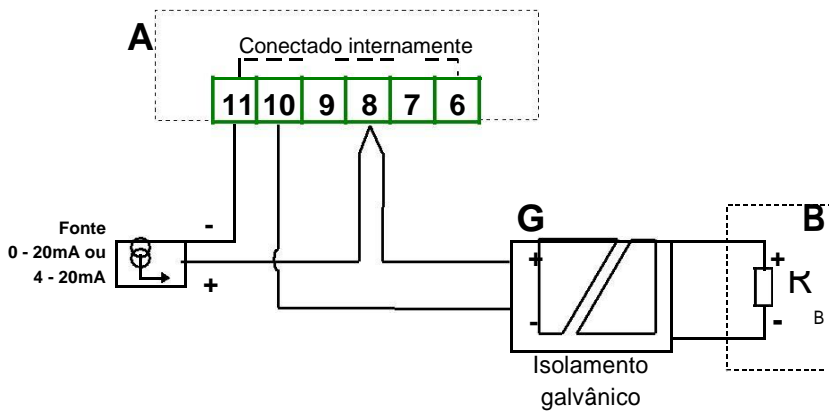 A
Conectado internamente
11 10 9 8 7 6
Fonte
0 - 20mA ou
4 - 20mA
-
+
G
+
-
Isolamento
galvânico
B
+
R
B
-